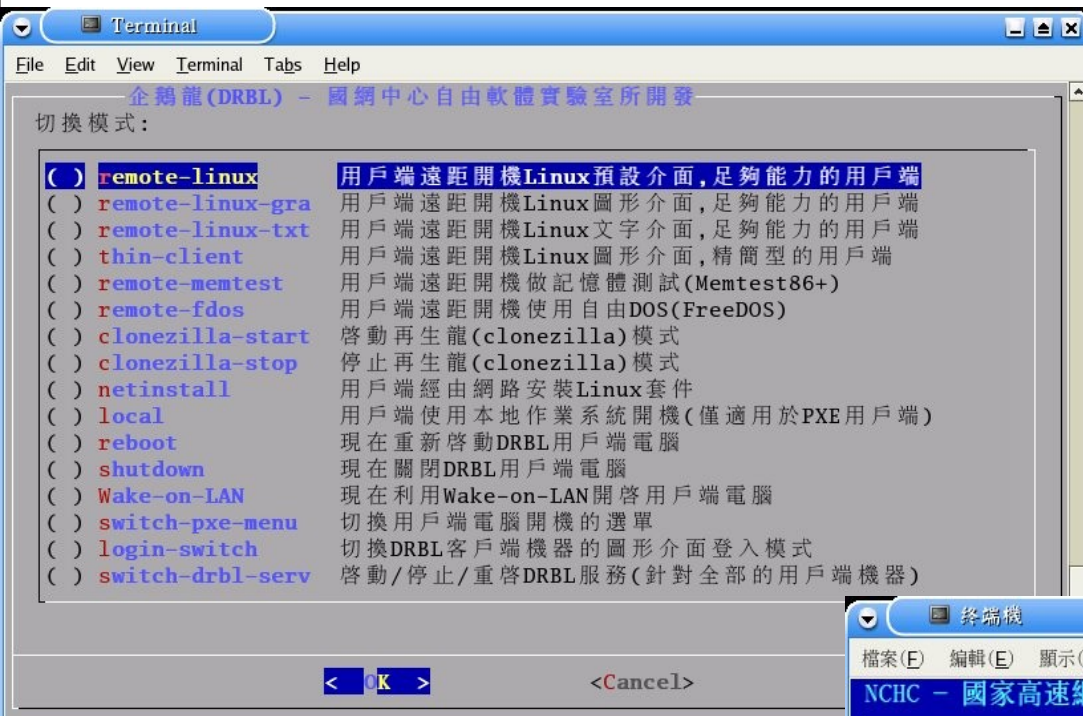 Terminal
File Edit View Terminal Tabs Help
企鵝龍(DRBL) - 國網中心自由軟體實驗室所開發
切換模式:
( ) remote-linux 用戶端遠距開機Linux預設介面,足夠能力的用戶端
( ) remote-linux-gra 用戶端遠距開機Linux圖形介面,足夠能力的用戶端
( ) remote-linux-txt 用戶端遠距開機Linux文字介面,足夠能力的用戶端
( ) thin-client 用戶端遠距開機Linux圖形介面,精簡型的用戶端
( ) remote-memtest 用戶端遠距開機做記憶體測試(Memtest86+)
( ) remote-fdos 用戶端遠距開機使用自由DOS(FreeDOS)
( ) clonezilla-start 啓動再生龍(clonezilla)模式
( ) clonezilla-stop 停止再生龍(clonezilla)模式
( ) netinstall 用戶端經由網路安裝Linux套件
( ) local 用戶端使用本地作業系統開機(僅適用於PXE用戶端)
( ) reboot 現在重新啓動DRBL用戶端電腦
( ) shutdown 現在關閉DRBL用戶端電腦
( ) Wake-on-LAN 現在利用Wake-on-LAN開啓用戶端電腦
( ) switch-pxe-menu 切換用戶端電腦開機的選單
( ) login-switch 切換DRBL客戶端機器的圖形介面登入模式
( ) switch-drbl-serv 啓動/停止/重啓DRBL服務(針對全部的用戶端機器)
< OK > <Cancel>
終端機
檔案(F) 編輯(E) 顯示(
NCHC - 國家高速